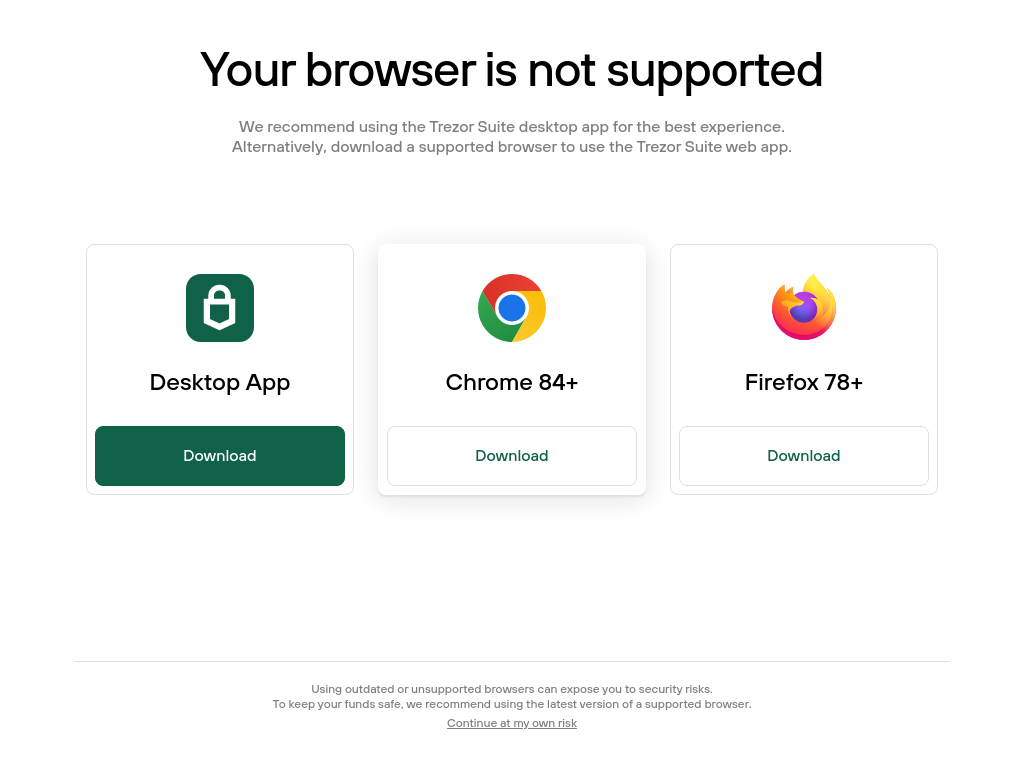 Your browser is not supported
We recommend using the Trezor Suite desktop app for the best experience.
Alternatively, download a supported browser to use the Trezor Suite web app.
Desktop App
Download
Chrome 84+
Download
Firefox 78+
Download
Using outdated or unsupported browsers can expose you to security risks.
To keep your funds safe, we recommend using the latest version of a supported browser.
Continue at my own risk